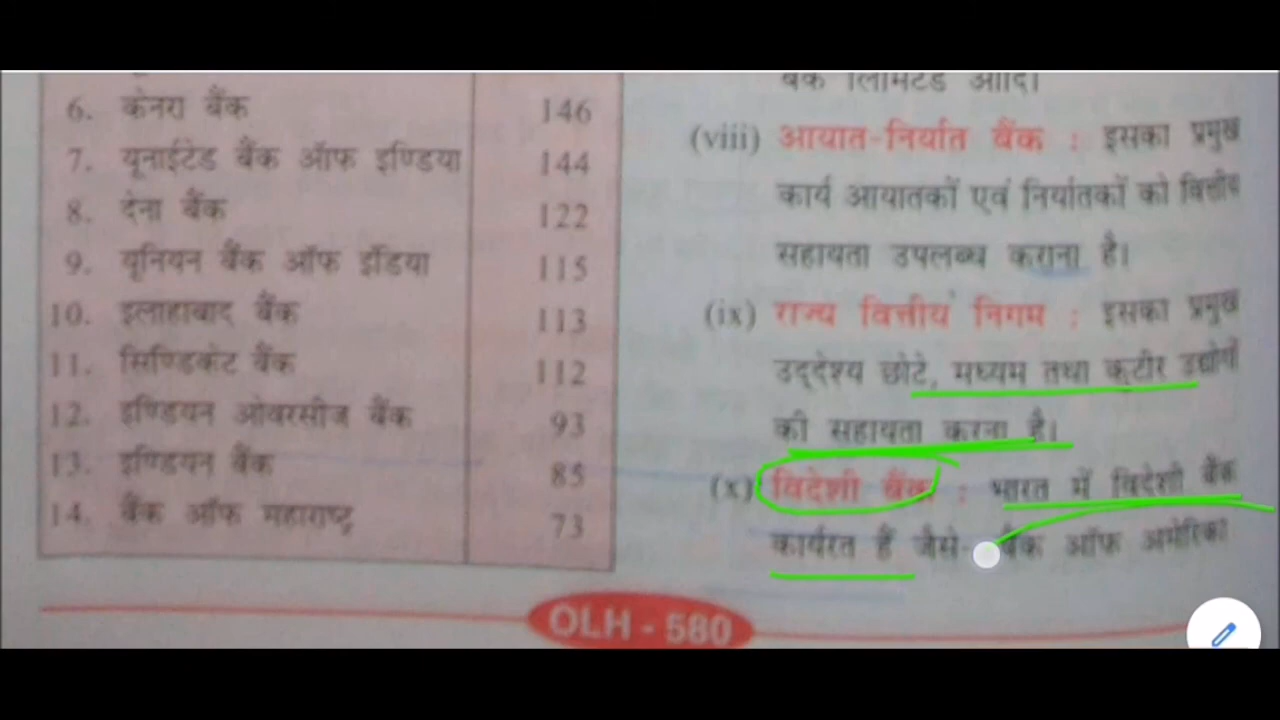 6. केनरा बैंक 146
7. यूनाईटेड बैंक ऑफ इण्डिया 144
8. देना बैंक 122
9. यूनियन बैंक ऑफ इंडिया 115
10. इलाहाबाद बैंक 113
11. सिण्डिकेट बैंक 112
12. इण्डियन ओवरसीज बैंक 93
13. इण्डियन बैंक 85
14. बैंक ऑफ महाराष्ट्र 73
बैंक लिमिटेड आदि।
(viii) आयात-निर्यात बैंक : इसका प्रमुख
कार्य आयातकों एवं निर्यातकों को वित्तीय
सहायता उपलब्ध कराना है।
(ix) राज्य वित्तीय निगम : इसका प्रमुख
उद्देश्य छोटे, मध्यम तथा कुटीर उद्योगों
की सहायता करना है।
(x) विदेशी बैंक : भारत में विदेशी बैंक
कार्यरत हैं जैसे- बैंक ऑफ अमेरिका
OLH - 580